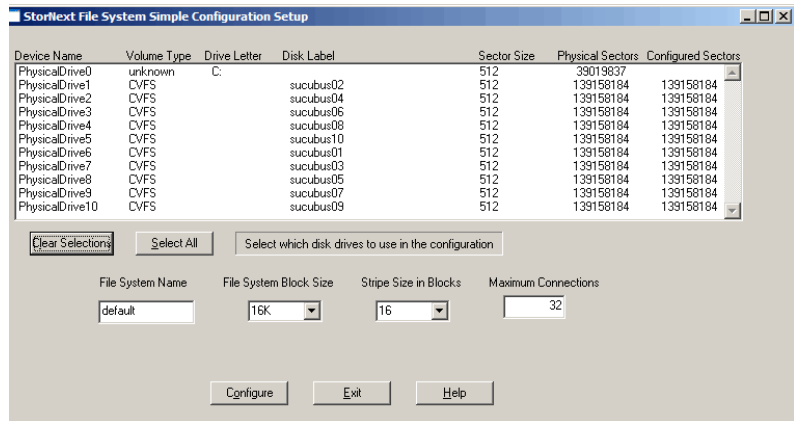 StorNext File System Simple Configuration Setup
Device Name Volume Type Drive Letter Disk Label Sector Size Physical Sectors Configured Sectors
PhysicalDrive0 unknown C: 512 39019837
PhysicalDrive1 CVFS sucubus02 512 139158184 139158184
PhysicalDrive2 CVFS sucubus04 512 139158184 139158184
PhysicalDrive3 CVFS sucubus06 512 139158184 139158184
PhysicalDrive4 CVFS sucubus08 512 139158184 139158184
PhysicalDrive5 CVFS sucubus10 512 139158184 139158184
PhysicalDrive6 CVFS sucubus01 512 139158184 139158184
PhysicalDrive7 CVFS sucubus03 512 139158184 139158184
PhysicalDrive8 CVFS sucubus05 512 139158184 139158184
PhysicalDrive9 CVFS sucubus07 512 139158184 139158184
PhysicalDrive10 CVFS sucubus09 512 139158184 139158184
Clear Selections Select All Select which disk drives to use in the configuration
File System Name File System Block Size Stripe Size in Blocks Maximum Connections
default 16K 16 32
Configure Exit Help